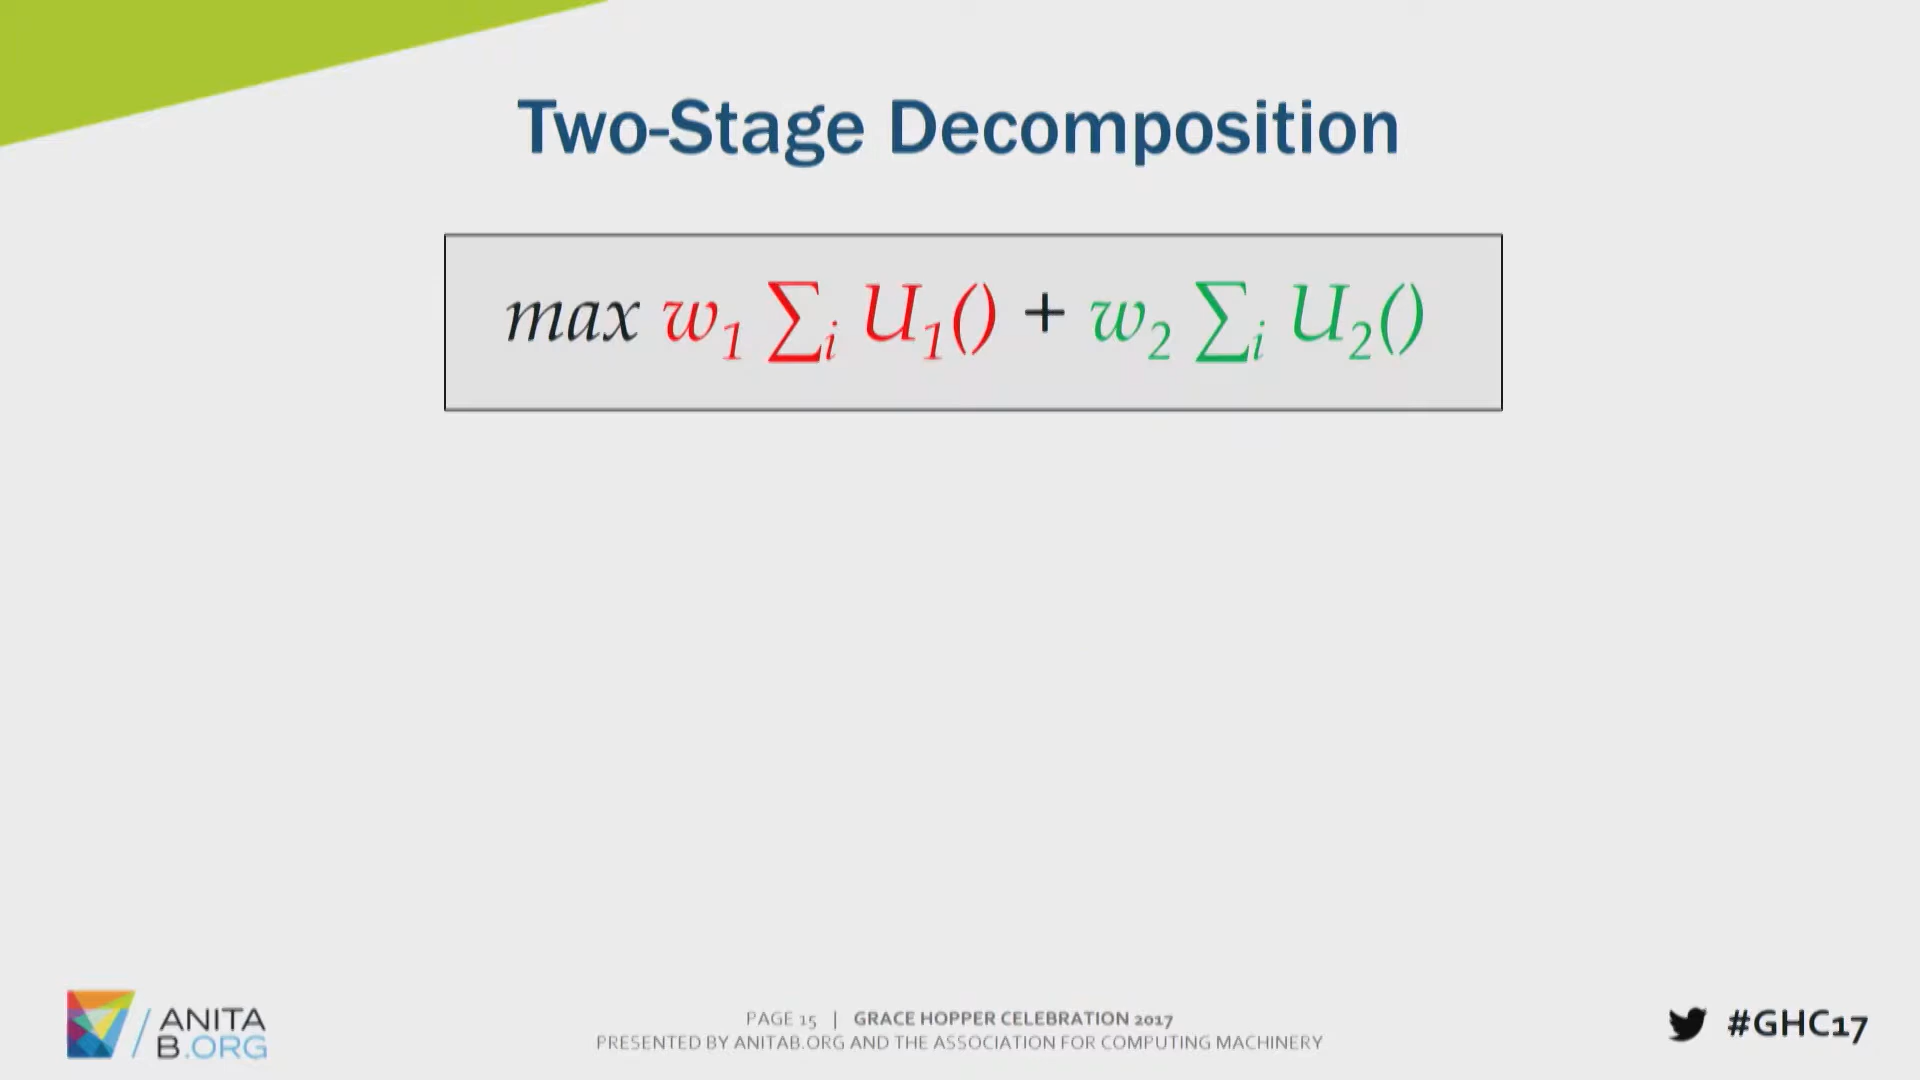 Two-Stage Decomposition
max w₁ ∑ᵢ U₁() + w₂ ∑ᵢ U₂()
ANITA
B.ORG
PAGE 15 | GRACE HOPPER CELEBRATION 2017
PRESENTED BY ANITAB.ORG AND THE ASSOCIATION FOR COMPUTING MACHINERY
#GHC17